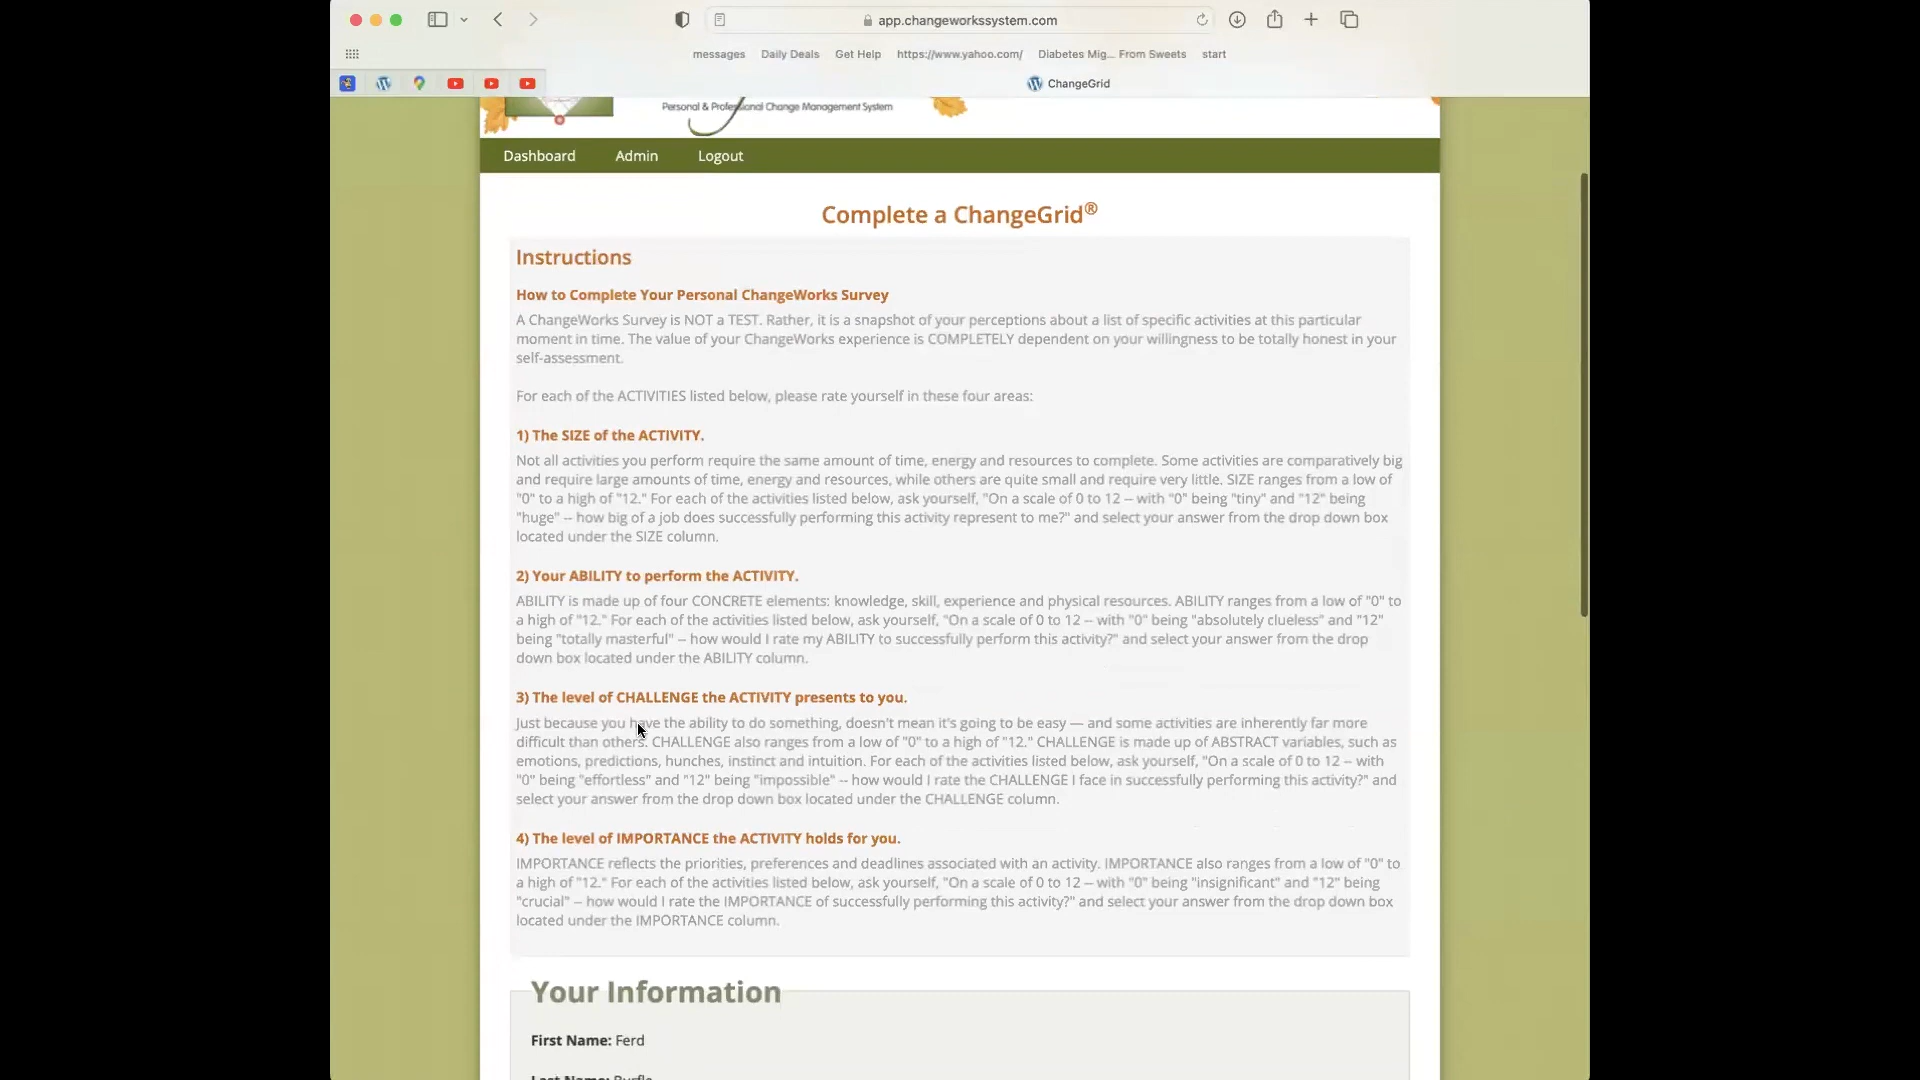 app.changeworkssystem.com
messages Daily Deals Get Help https://www.yahoo.com/ Diabetes Mig... From Sweets start
ChangeGrid
Personal & Professional Change Management System
Dashboard Admin Logout
Complete a ChangeGrid®
Instructions
How to Complete Your Personal ChangeWorks Survey
A ChangeWorks Survey is NOT a TEST. Rather, it is a snapshot of your perceptions about a list of specific activities at this particular
moment in time. The value of your ChangeWorks experience is COMPLETELY dependent on your willingness to be totally honest in your
self-assessment.
For each of the ACTIVITIES listed below, please rate yourself in these four areas:
1) The SIZE of the ACTIVITY.
Not all activities you perform require the same amount of time, energy and resources to complete. Some activities are comparatively big
and require large amounts of time, energy and resources, while others are quite small and require very little. SIZE ranges from a low of
"0" to a high of "12." For each of the activities listed below, ask yourself, "On a scale of 0 to 12 -- with "0" being "tiny" and "12" being
"huge" -- how big of a job does successfully performing this activity represent to me?" and select your answer from the drop down box
located under the SIZE column.
2) Your ABILITY to perform the ACTIVITY.
ABILITY is made up of four CONCRETE elements: knowledge, skill, experience and physical resources. ABILITY ranges from a low of "0" to
a high of "12." For each of the activities listed below, ask yourself, "On a scale of 0 to 12 -- with "0" being "absolutely clueless" and "12"
being "totally masterful" -- how would I rate my ABILITY to successfully perform this activity?" and select your answer from the drop
down box located under the ABILITY column.
3) The level of CHALLENGE the ACTIVITY presents to you.
Just because you have the ability to do something, doesn't mean it's going to be easy — and some activities are inherently far more
difficult than others. CHALLENGE also ranges from a low of "0" to a high of "12." CHALLENGE is made up of ABSTRACT variables, such as
emotions, predictions, hunches, instinct and intuition. For each of the activities listed below, ask yourself, "On a scale of 0 to 12 -- with
"0" being "effortless" and "12" being "impossible" -- how would I rate the CHALLENGE I face in successfully performing this activity?" and
select your answer from the drop down box located under the CHALLENGE column.
4) The level of IMPORTANCE the ACTIVITY holds for you.
IMPORTANCE reflects the priorities, preferences and deadlines associated with an activity. IMPORTANCE also ranges from a low of "0" to
a high of "12." For each of the activities listed below, ask yourself, "On a scale of 0 to 12 -- with "0" being "insignificant" and "12" being
"crucial" -- how would I rate the IMPORTANCE of successfully performing this activity?" and select your answer from the drop down box
located under the IMPORTANCE column.
Your Information
First Name: Ferd
Last Name: